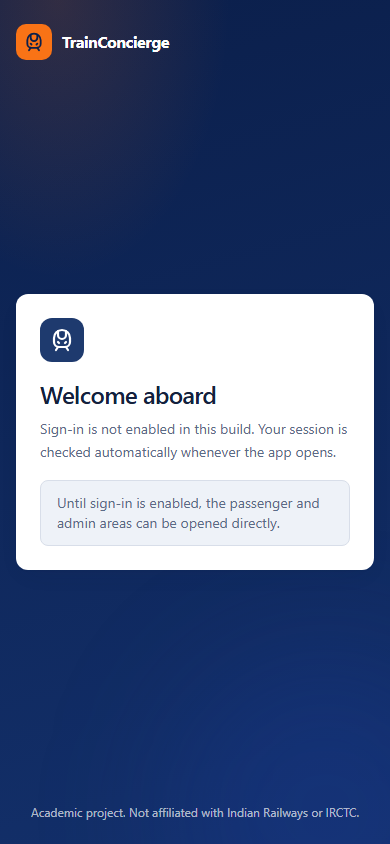 TrainConcierge
Welcome aboard
Sign-in is not enabled in this build. Your session is
checked automatically whenever the app opens.
Until sign-in is enabled, the passenger and
admin areas can be opened directly.
Academic project. Not affiliated with Indian Railways or IRCTC.